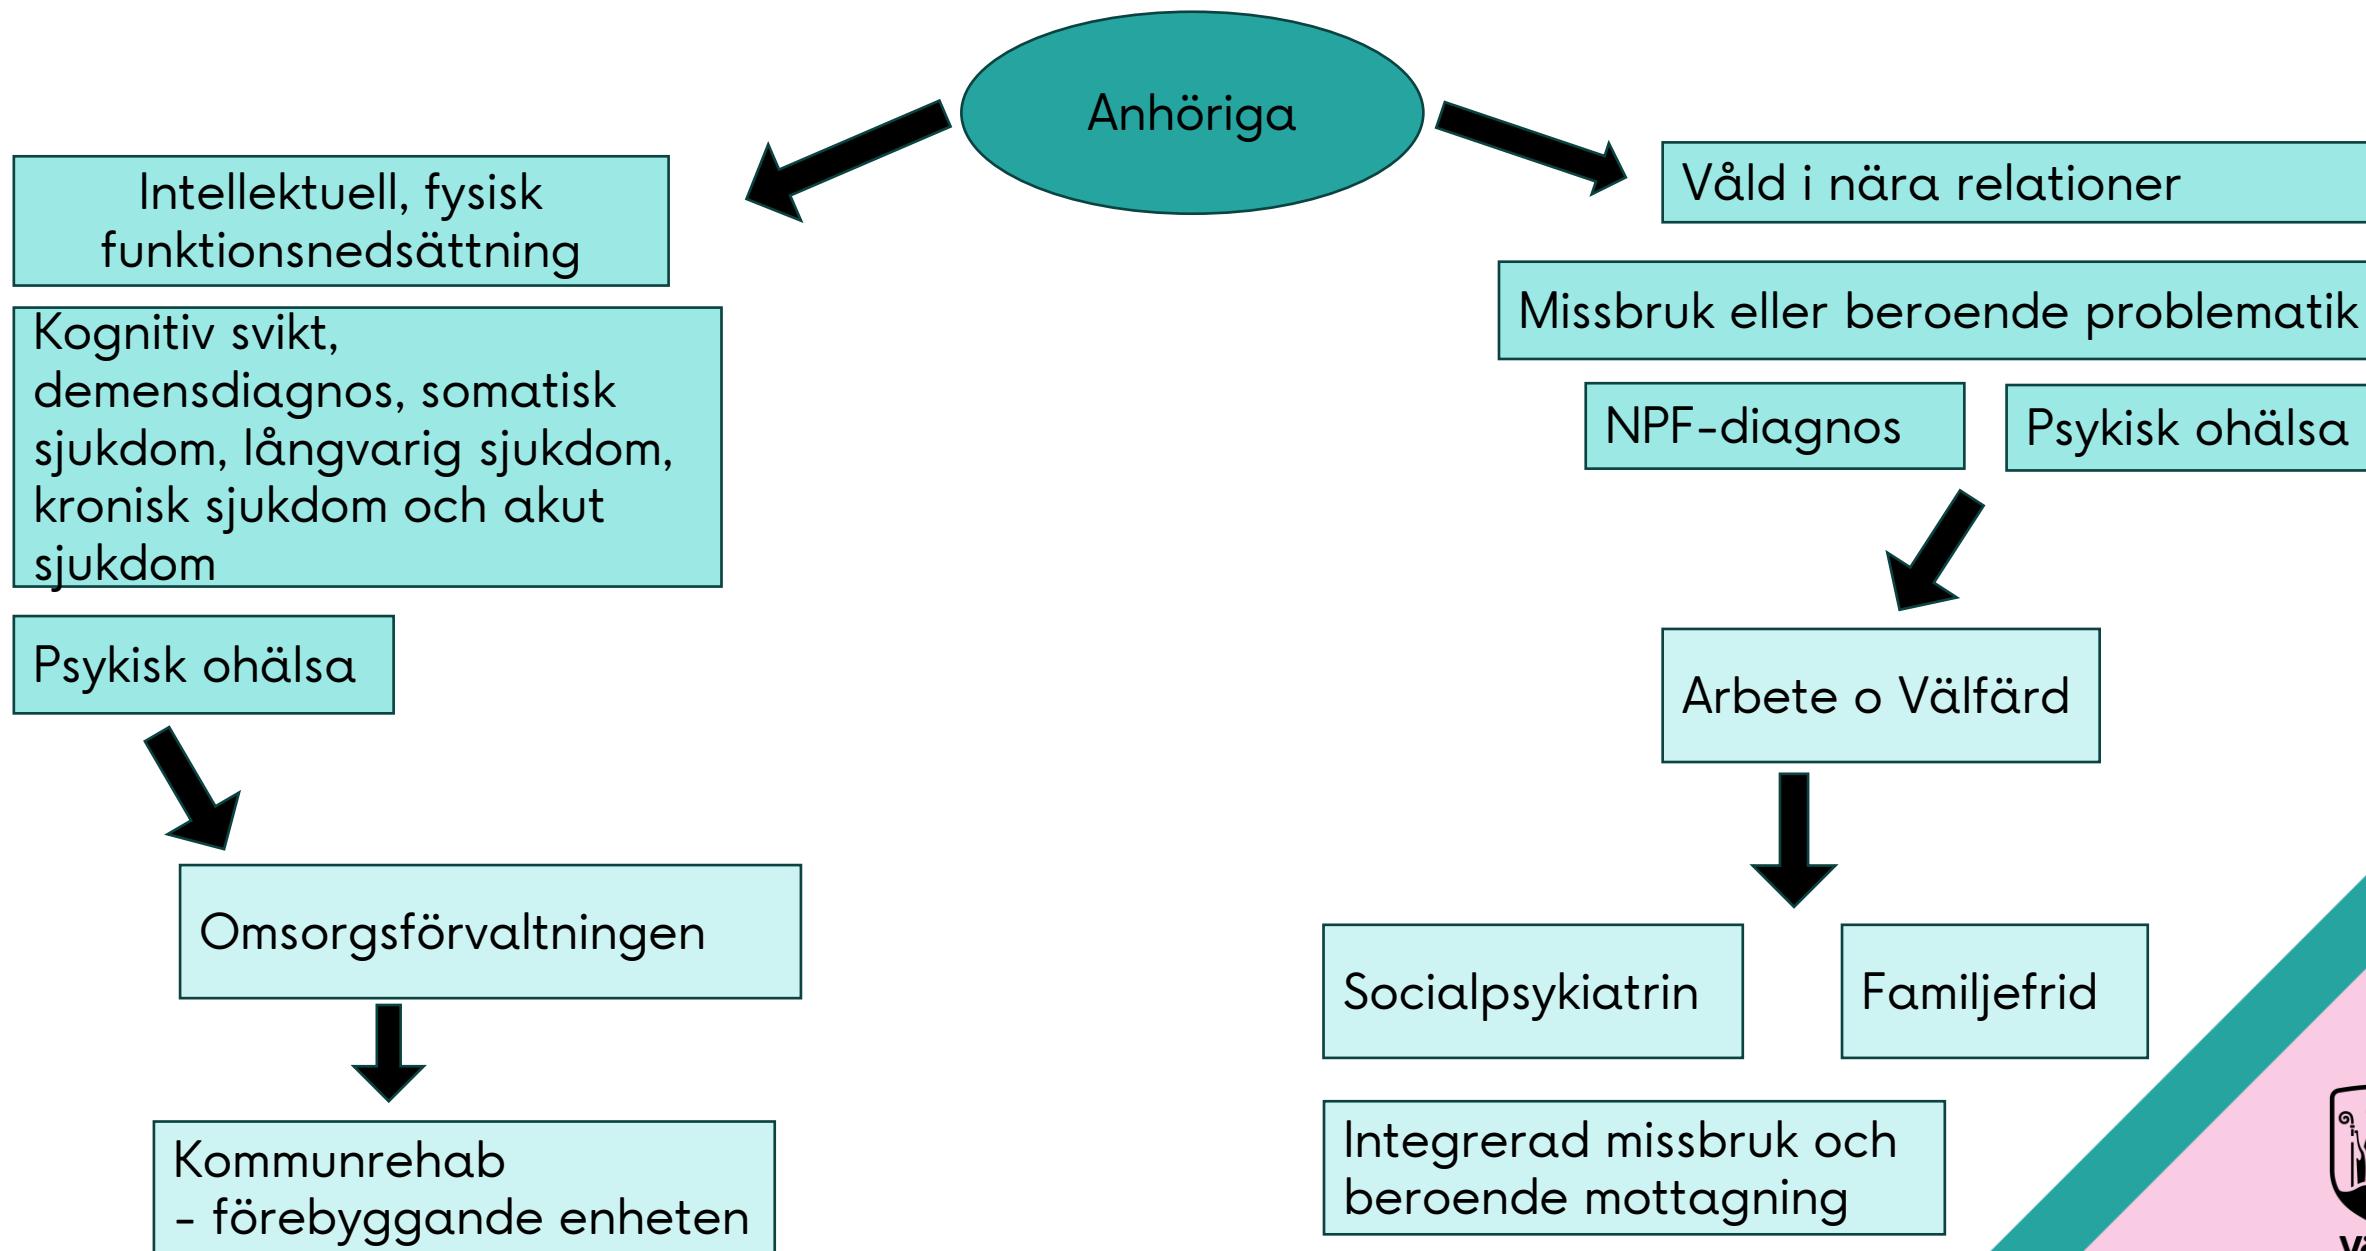 Anhöriga
Intellektuell, fysisk
funktionsnedsättning
Kognitiv svikt,
demensdiagnos, somatisk
sjukdom, långvarig sjukdom,
kronisk sjukdom och akut
sjukdom
Psykisk ohälsa
Omsorgsförvaltningen
Kommunrehab
- förebyggande enheten
Våld i nära relationer
Missbruk eller beroende problematik
NPF-diagnos
Psykisk ohälsa
Arbete o Välfärd
Socialpsykiatrin
Familjefrid
Integrerad missbruk och
beroende mottagning